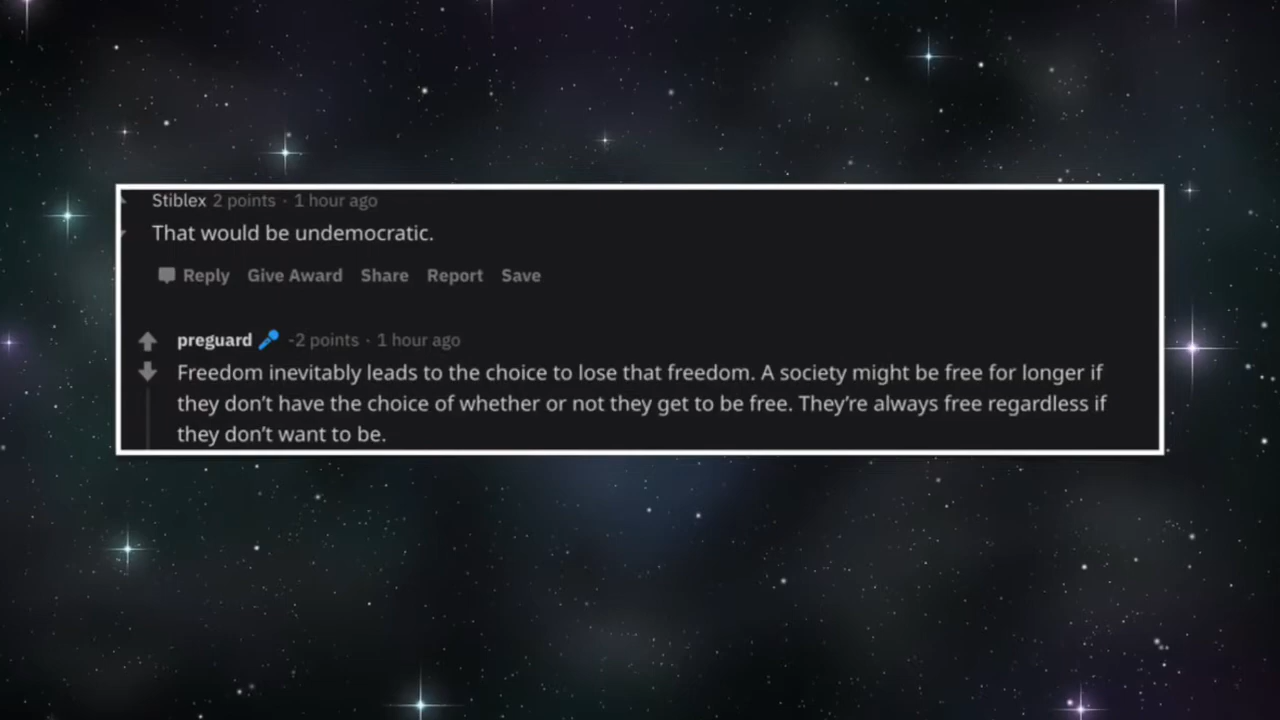 Stiblex 2 points · 1 hour ago
That would be undemocratic.
Reply Give Award Share Report Save
preguard 🎤 -2 points · 1 hour ago
Freedom inevitably leads to the choice to lose that freedom. A society might be free for longer if
they don't have the choice of whether or not they get to be free. They're always free regardless if
they don't want to be.